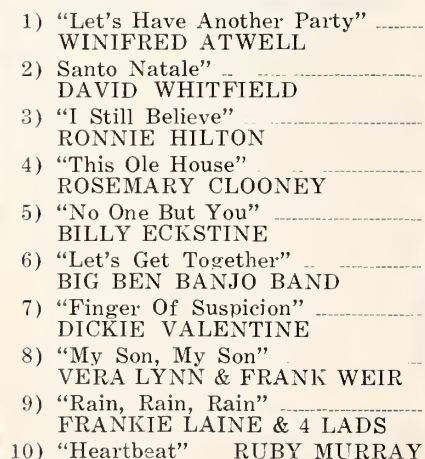 1) “Let's Have Another Party”
WINIFRED ATWELL
2) Santo Natale”
DAVID WHITFIELD
3) “I Still Believe”
RONNIE HILTON
4) “This Ole House”
ROSEMARY CLOONEY
5) “No One But You”
BILLY ECKSTINE
6) “Let's Get Together”
BIG BEN BANJO BAND
7) “Finger Of Suspicion”
DICKIE VALENTINE
8) “My Son, My Son”
VERA LYNN & FRANK WEIR
9) “Rain, Rain, Rain”
FRANKIE LAINE & 4 LADS
10) “Heartbeat” RUBY MURRAY